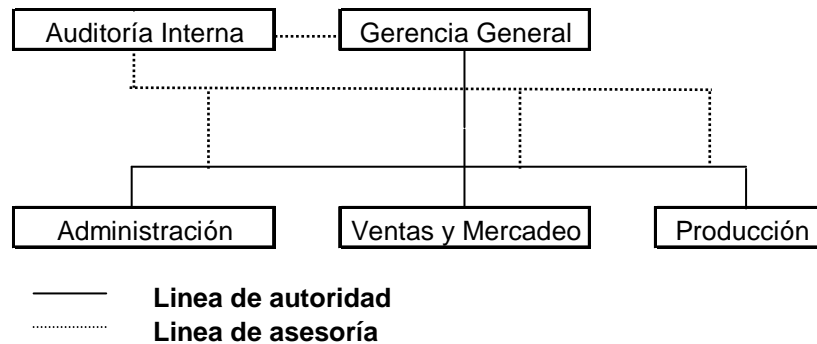 Auditoría Interna
Gerencia General
Administración
Ventas y Mercadeo
Producción
Linea de autoridad
Linea de asesoría